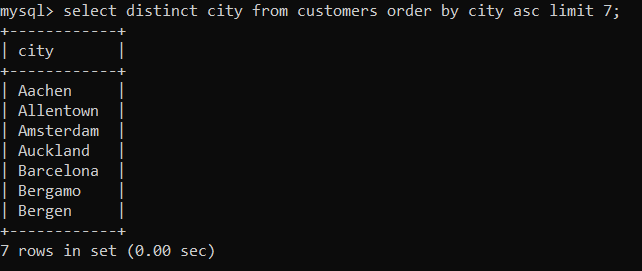 mysql> select distinct city from customers order by city asc limit 7;
+------------+
| city       |
+------------+
| Aachen     |
| Allentown  |
| Amsterdam  |
| Auckland   |
| Barcelona  |
| Bergamo    |
| Bergen     |
+------------+
7 rows in set (0.00 sec)